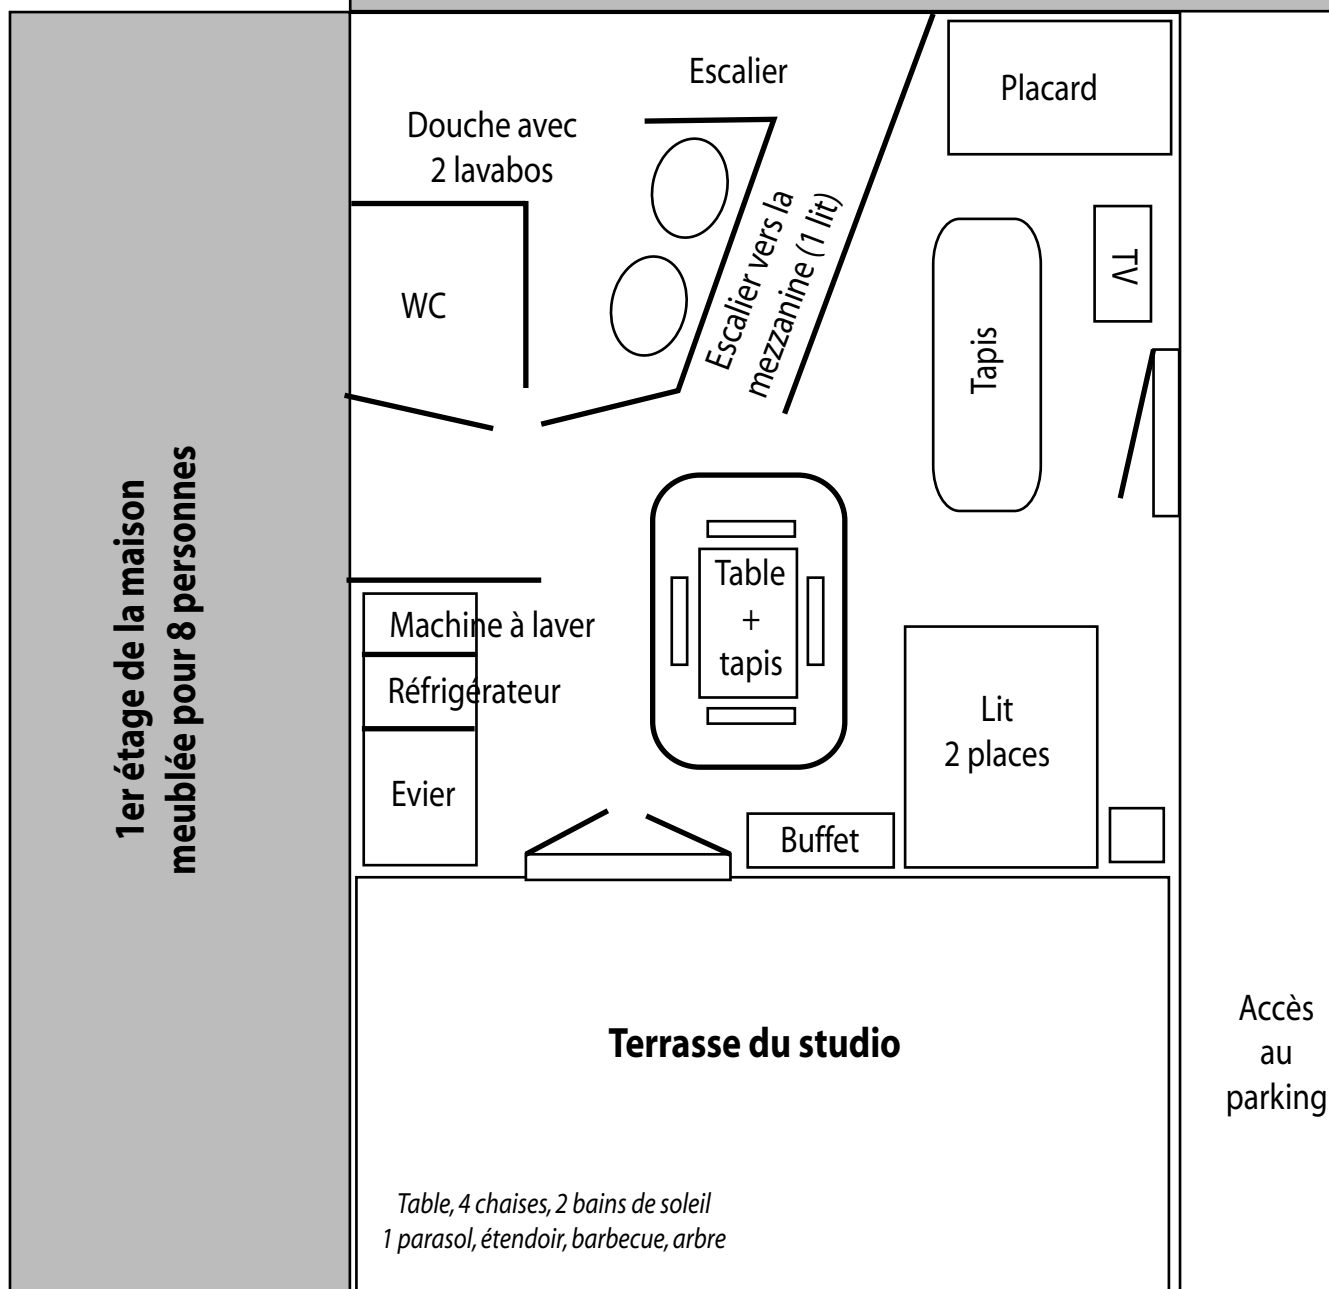 Escalier
Placard
Douche avec
2 lavabos
Escalier vers la
mezzanine (1 lit)
TV
WC
Tapis
1er étage de la maison
meublée pour 8 personnes
Table
+
tapis
Machine à laver
Réfrigérateur
Evier
Lit
2 places
Buffet
Terrasse du studio
Accès
au
parking
Table, 4 chaises, 2 bains de soleil
1 parasol, étendoir, barbecue, arbre